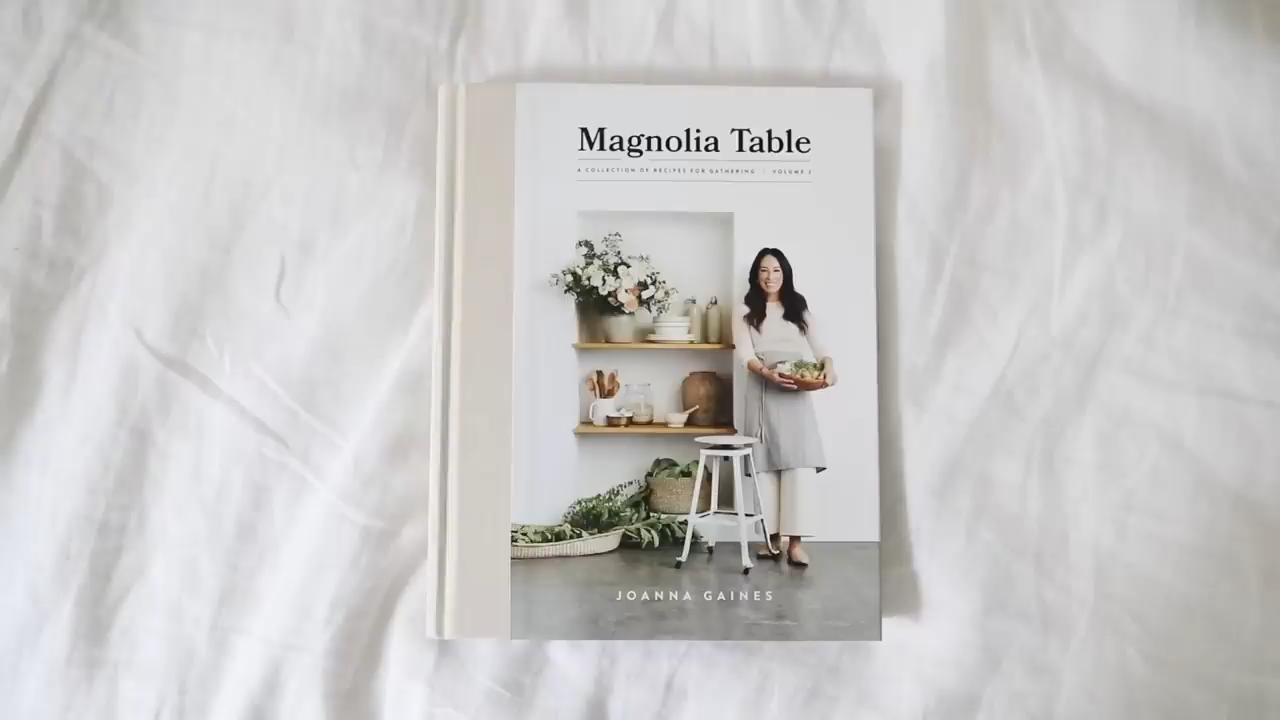 Magnolia Table
A COLLECTION OF RECIPES FOR GATHERING | VOLUME 2
JOANNA GAINES